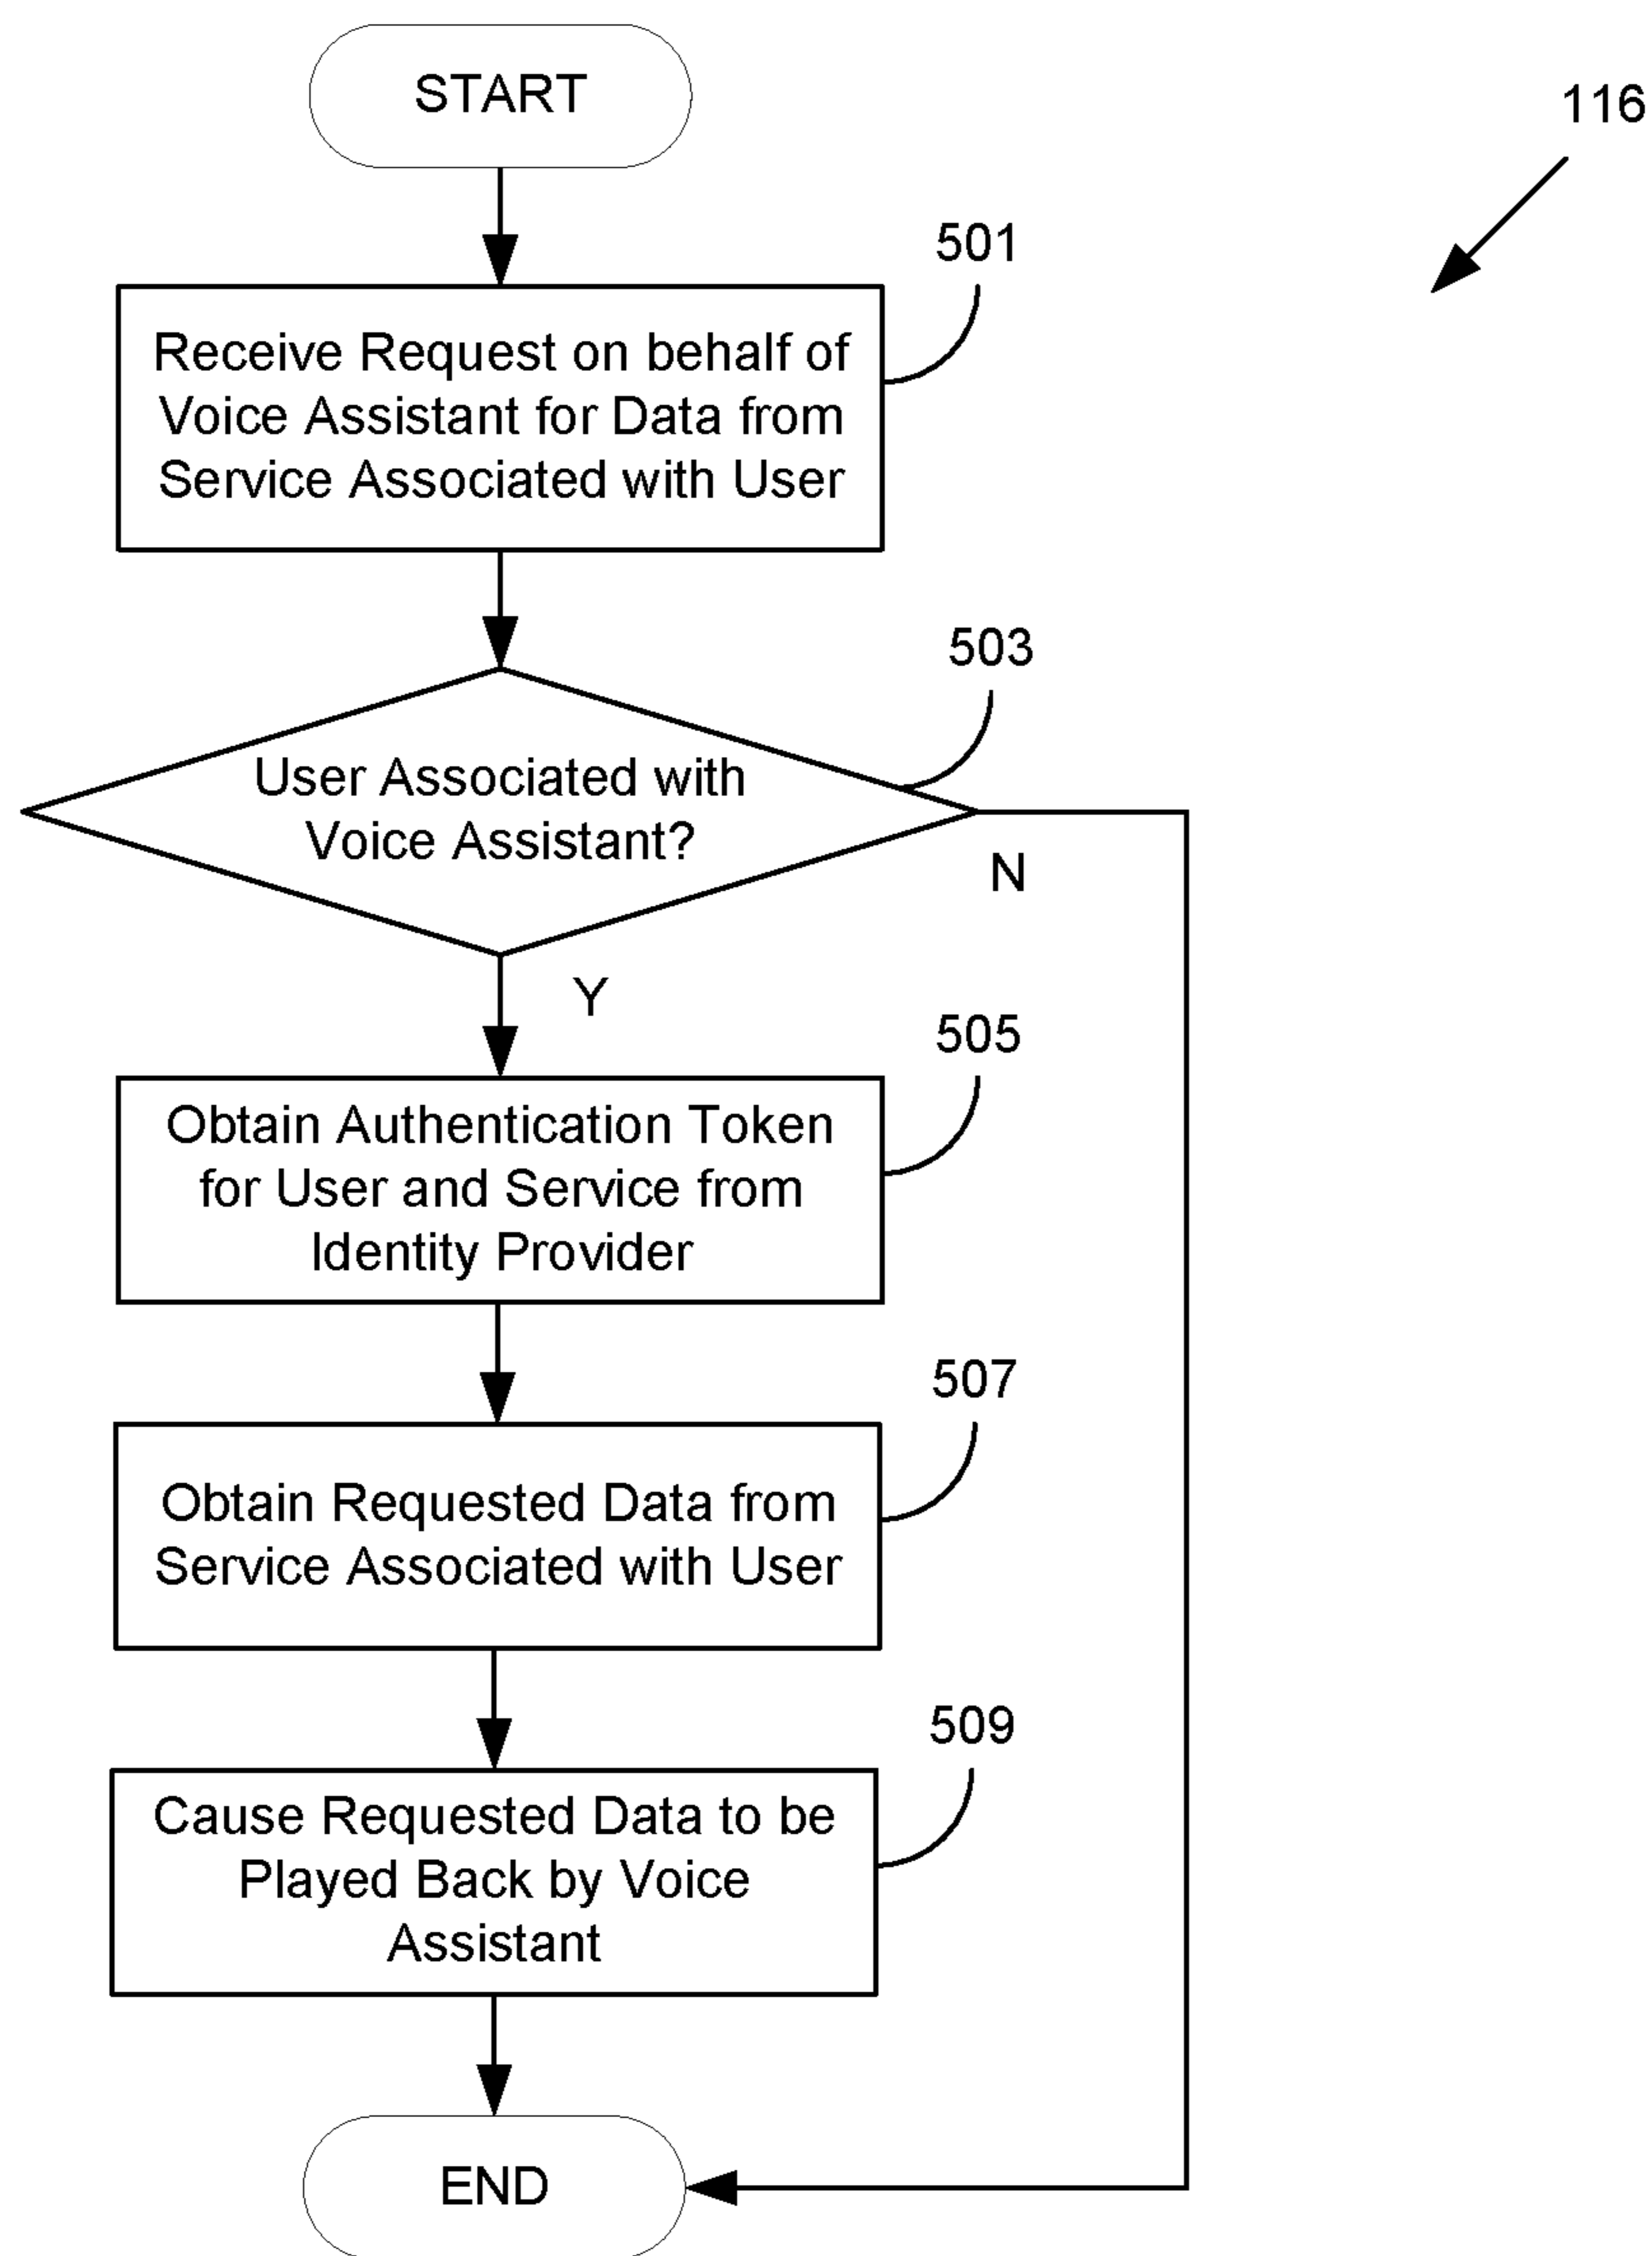 START
116
501
Receive Request on behalf of
Voice Assistant for Data from
Service Associated with User
503
User Associated with
Voice Assistant?
N
Y
505
Obtain Authentication Token
for User and Service from
Identity Provider
507
Obtain Requested Data from
Service Associated with User
509
Cause Requested Data to be
Played Back by Voice
Assistant
END